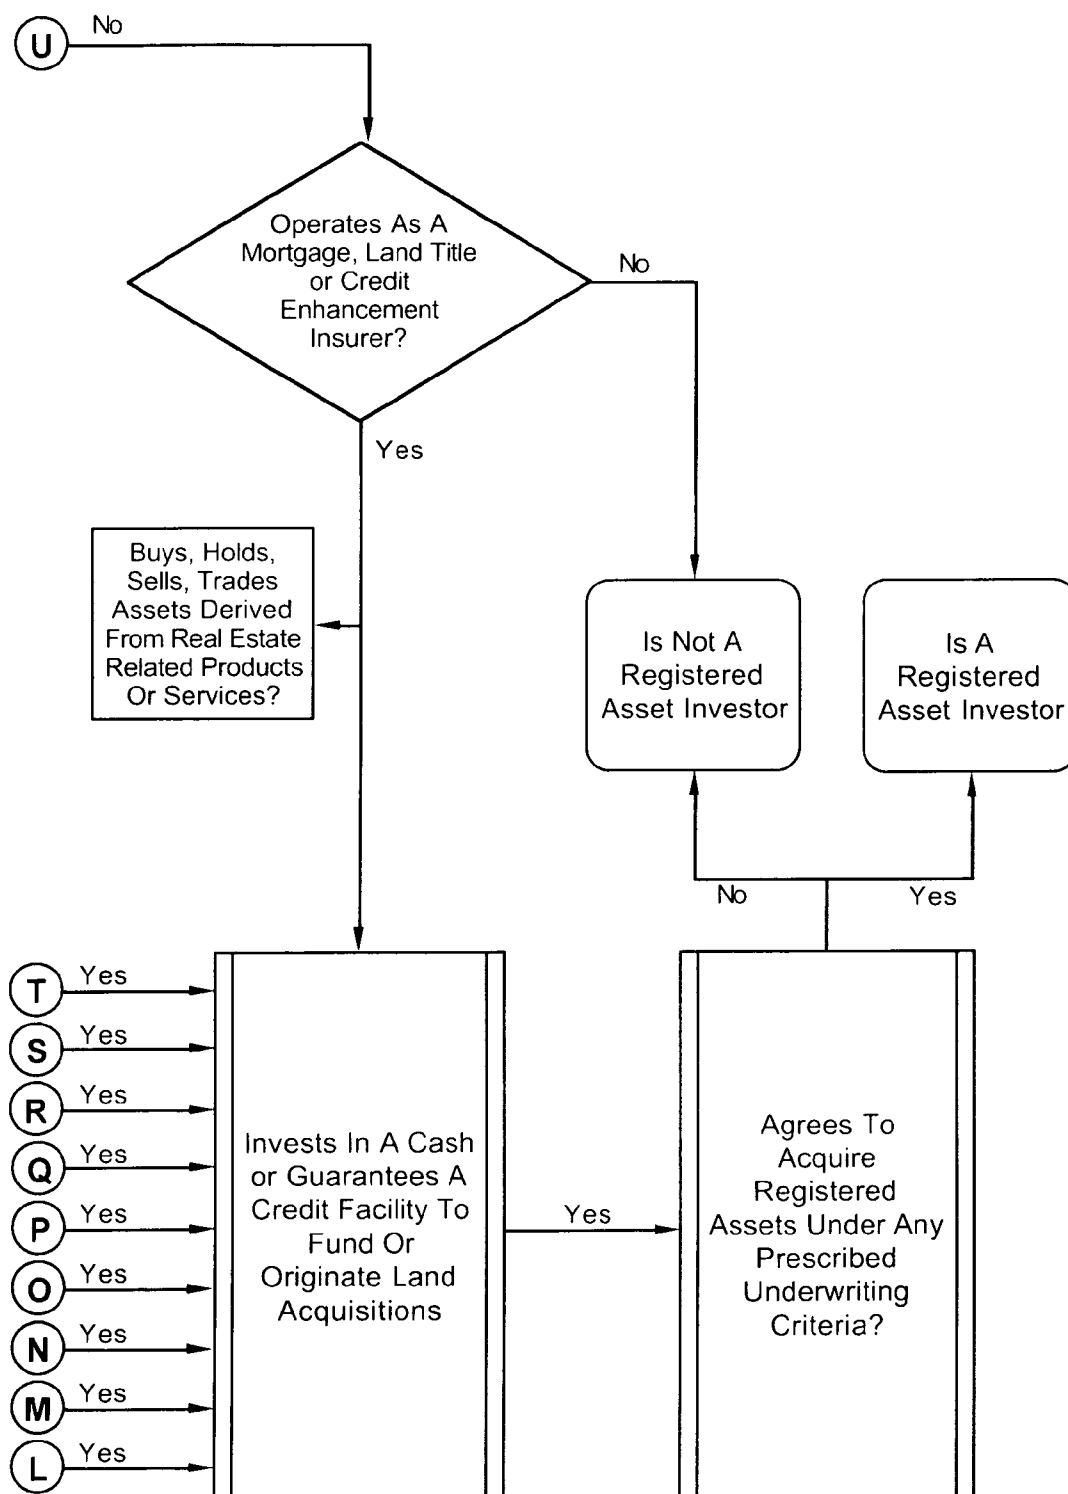 U
No
Operates As A
Mortgage, Land Title
or Credit
Enhancement
Insurer?
No
Yes
Buys, Holds,
Sells, Trades
Assets Derived
From Real Estate
Related Products
Or Services?
Is Not A
Registered
Asset Investor
Is A
Registered
Asset Investor
No
Yes
T
Yes
S
Yes
R
Yes
Q
Yes
P
Yes
O
Yes
N
Yes
M
Yes
L
Yes
Invests In A Cash
or Guarantees A
Credit Facility To
Fund Or
Originate Land
Acquisitions
Yes
Agrees To
Acquire
Registered
Assets Under Any
Prescribed
Underwriting
Criteria?